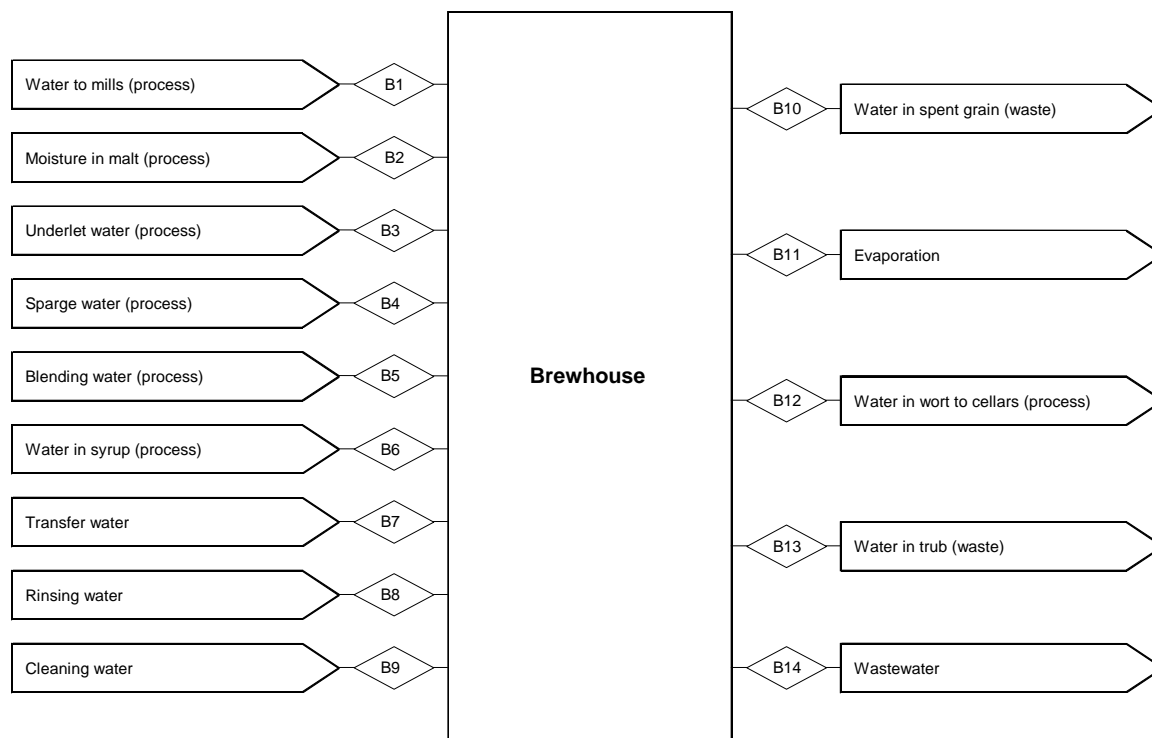 Water to mills (process)
B1
Moisture in malt (process)
B2
Underlet water (process)
B3
Sparge water (process)
B4
Blending water (process)
B5
Water in syrup (process)
B6
Transfer water
B7
Rinsing water
B8
Cleaning water
B9
Brewhouse
B10
Water in spent grain (waste)
B11
Evaporation
B12
Water in wort to cellars (process)
B13
Water in trub (waste)
B14
Wastewater